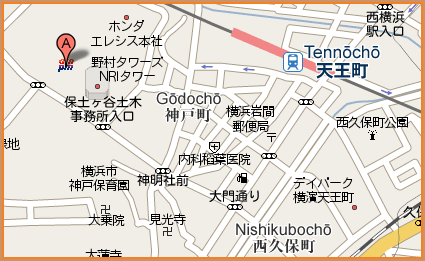 ホンダ
エレシス本社
西横浜
駅入口
A
野村タワーズ
NRIタワー
Tennōchō
天王町
保土ヶ谷土木
事務所入口
Gōdochō
神戸町
横浜岩間
郵便局
西久保町公園
内科稲葉医院
横浜市
神戸保育園
神明社前
大門通り
デイパーク
横濱天王町
大乗院
見光寺
Nishikubochō
西久保町
大蓮寺